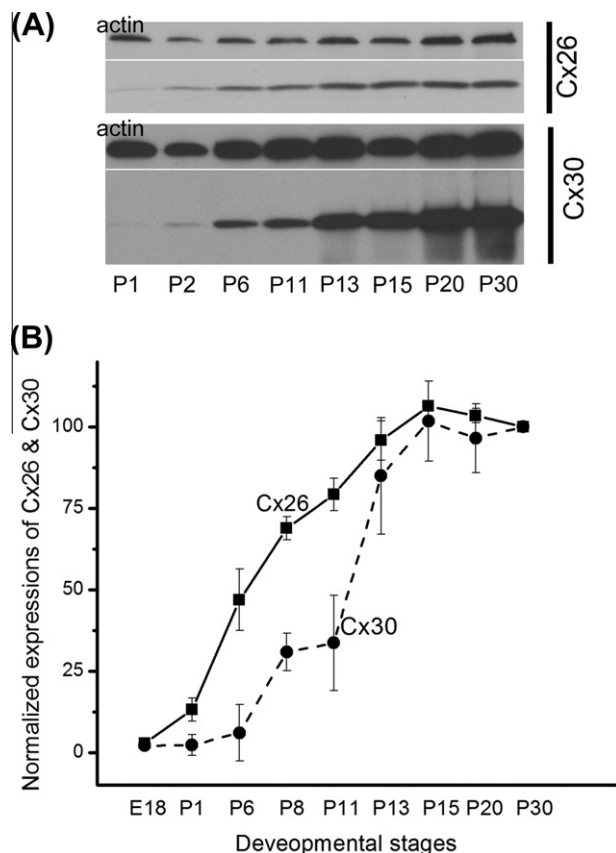 (A)
actin
Cx26
actin
Cx30
P1 P2 P6 P11 P13 P15 P20 P30
(B)
Normalized expressions of Cx26 & Cx30
100
75
50
25
0
Cx26
Cx30
E18 P1 P6 P8 P11 P13 P15 P20 P30
Deveopmental stages